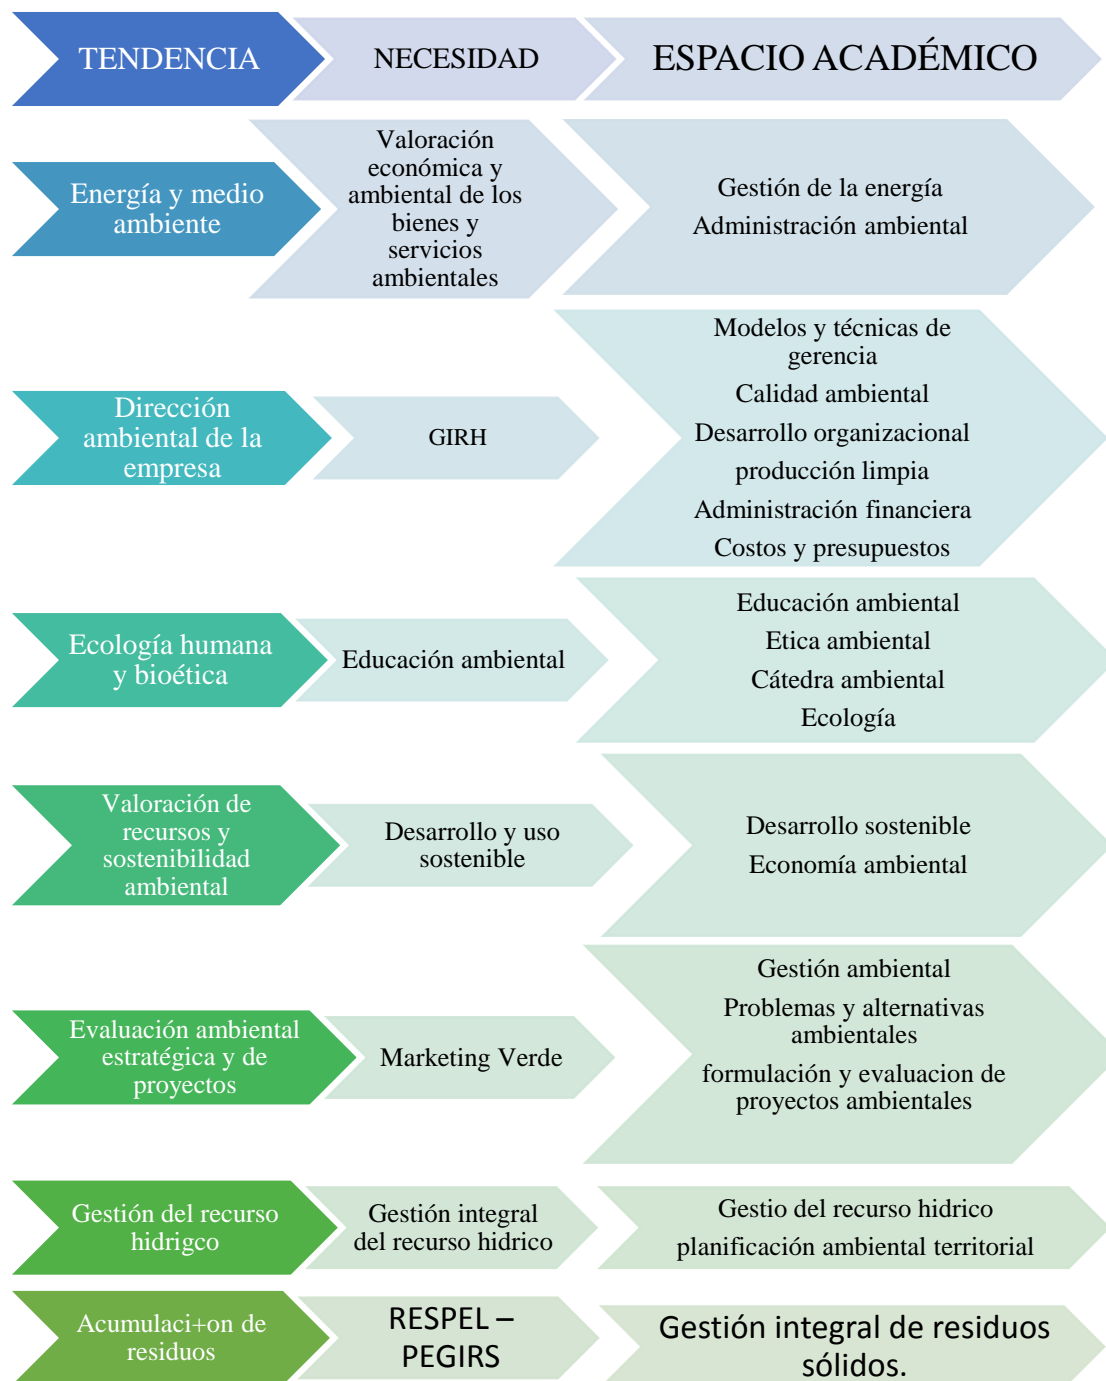 TENDENCIA
NECESIDAD
ESPACIO ACADÉMICO
Energía y medio
ambiente
Valoración
económica y
ambiental de los
bienes y
servicios
ambientales
Gestión de la energía
Administración ambiental
Dirección
ambiental de la
empresa
GIRH
Modelos y técnicas de
gerencia
Calidad ambiental
Desarrollo organizacional
producción limpia
Administración financiera
Costos y presupuestos
Ecología humana
y bioética
Educación ambiental
Educación ambiental
Etica ambiental
Cátedra ambiental
Ecología
Valoración de
recursos y
sostenibilidad
ambiental
Desarrollo y uso
sostenible
Desarrollo sostenible
Economía ambiental
Evaluación ambiental
estratégica y de
proyectos
Marketing Verde
Gestión ambiental
Problemas y alternativas
ambientales
formulación y evaluacion de
proyectos ambientales
Gestión del recurso
hidrigco
Gestión integral
del recurso hidrico
Gestio del recurso hidrico
planificación ambiental territorial
Acumulaci+on de
residuos
RESPEL –
PEGIRS
Gestión integral de residuos
sólidos.